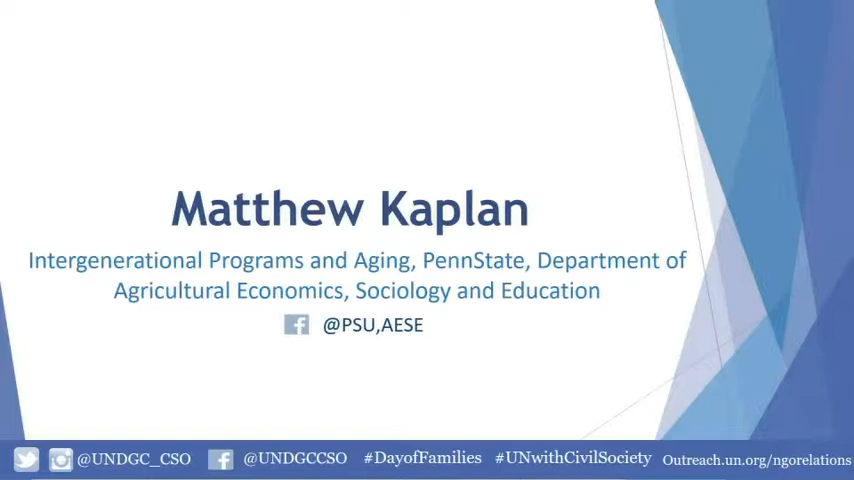 Matthew Kaplan
Intergenerational Programs and Aging, PennState, Department of
Agricultural Economics, Sociology and Education
@PSU,AESE
@UNDGC_CSO @UNDGCCSO #DayofFamilies #UNwithCivilSociety Outreach.un.org/ngorelations